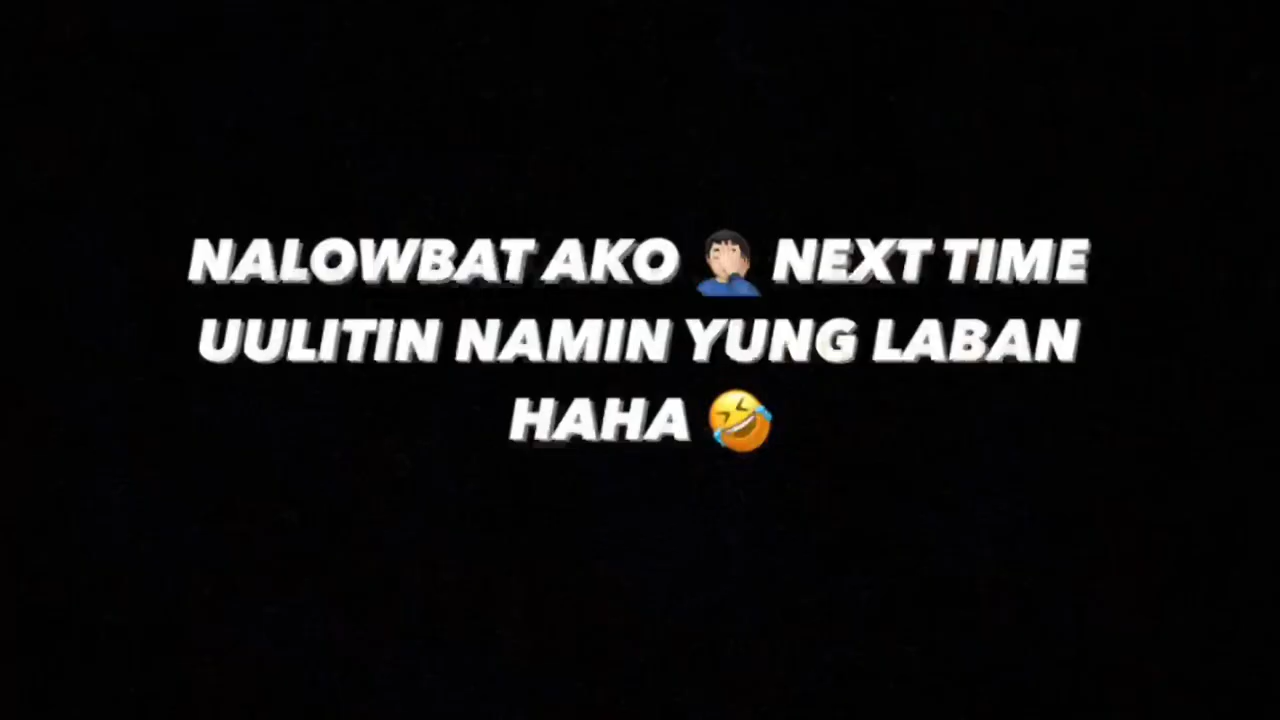 NALOWBAT AKO 🤦🏻‍♂️ NEXT TIME
UULITIN NAMIN YUNG LABAN
HAHA 🤣